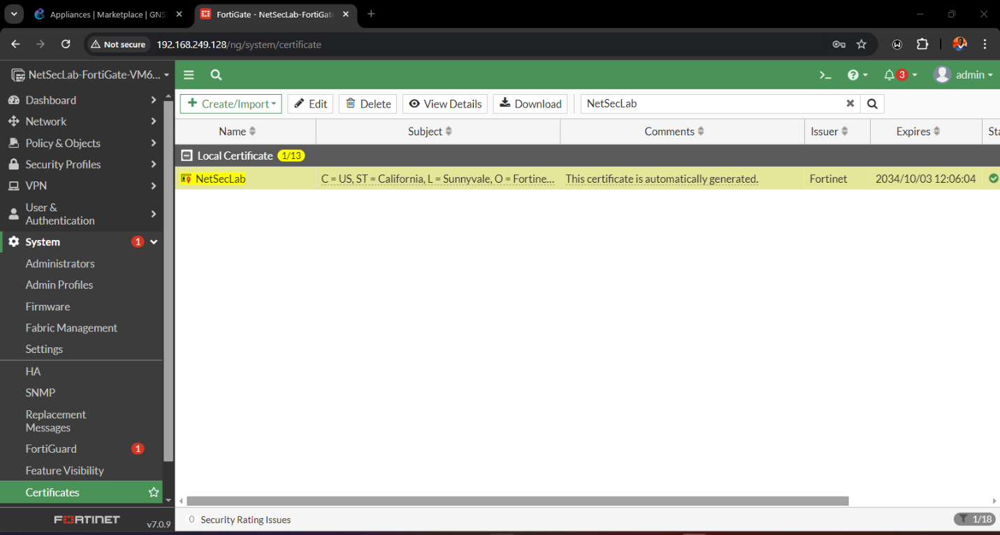 Appliances | Marketplace | GNS
FortiGate - NetSecLab-FortiGate
Not secure 192.168.249.128/ng/system/certificate
NetSecLab-FortiGate-VM6...
>_ 3 admin
Dashboard
Network
Policy & Objects
Security Profiles
VPN
User &
Authentication
System 1
Administrators
Admin Profiles
Firmware
Fabric Management
Settings
HA
SNMP
Replacement
Messages
FortiGuard 1
Feature Visibility
Certificates
FORTINET v7.0.9
Create/Import Edit Delete View Details Download NetSecLab
Name Subject Comments Issuer Expires Sta
Local Certificate 1/13
NetSecLab C = US, ST = California, L = Sunnyvale, O = Fortine... This certificate is automatically generated. Fortinet 2034/10/03 12:06:04
0 Security Rating Issues 1/18